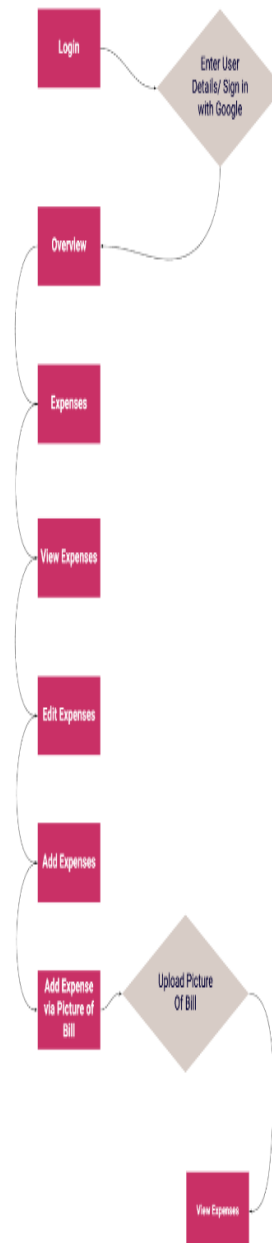 Login
Enter User
Details/ Sign in
with Google
Overview
Expenses
View Expenses
Edit Expenses
Add Expenses
Add Expense
via Picture of
Bill
Upload Picture
Of Bill
View Expenses